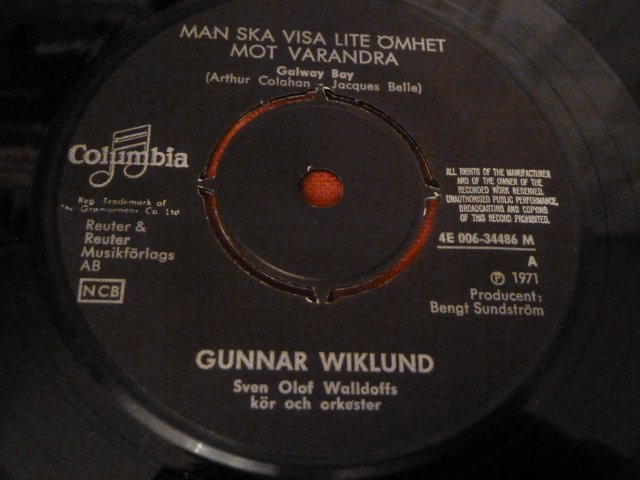 MAN SKA VISA LITE ÖMHET
MOT VARANDRA
Galway Bay
(Arthur Colahan - Jacques Belle)
Columbia
Reg Trademark of
The Gramophone Co Ltd
Reuter &
Reuter
Musikförlags
AB
NCB
ALL RIGHTS OF THE MANUFACTURER
AND OF THE OWNER OF THE
RECORDED WORK RESERVED.
UNAUTHORISED PUBLIC PERFORMANCE,
BROADCASTING AND COPYING
OF THIS RECORD PROHIBITED.
4E 006-34486 M
A
℗ 1971
Producent:
Bengt Sundström
GUNNAR WIKLUND
Sven Olof Walldoffs
kör och orkester